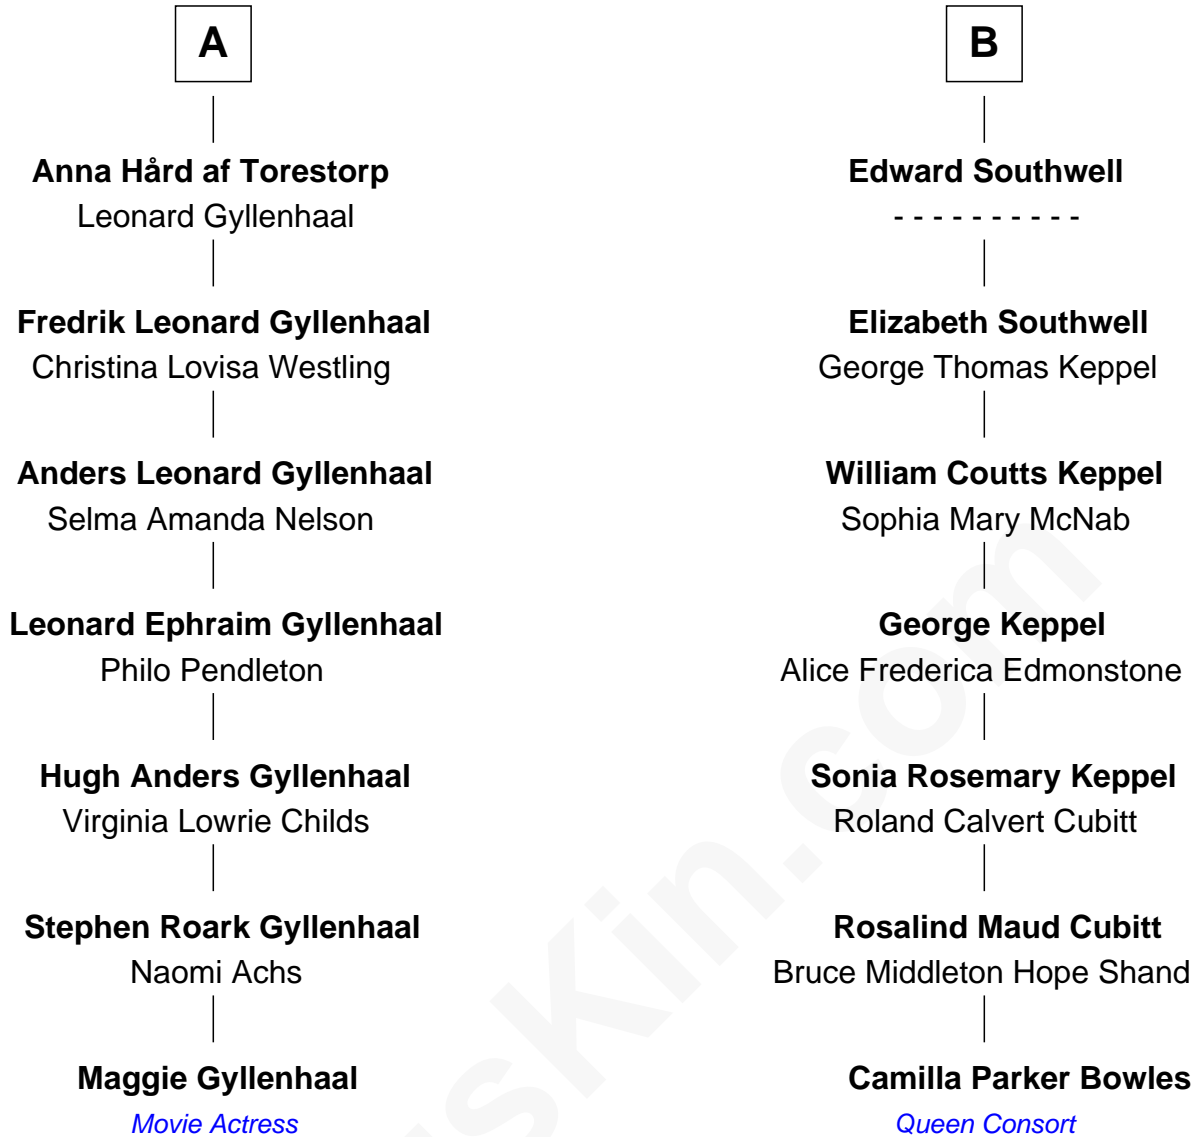 A
Anna Hård af Torestorp
Leonard Gyllenhaal
Fredrik Leonard Gyllenhaal
Christina Lovisa Westling
Anders Leonard Gyllenhaal
Selma Amanda Nelson
Leonard Ephraim Gyllenhaal
Philo Pendleton
Hugh Anders Gyllenhaal
Virginia Lowrie Childs
Stephen Roark Gyllenhaal
Naomi Achs
Maggie Gyllenhaal
Movie Actress
B
Edward Southwell
- - - - - - - - - -
Elizabeth Southwell
George Thomas Keppel
William Coutts Keppel
Sophia Mary McNab
George Keppel
Alice Frederica Edmonstone
Sonia Rosemary Keppel
Roland Calvert Cubitt
Rosalind Maud Cubitt
Bruce Middleton Hope Shand
Camilla Parker Bowles
Queen Consort